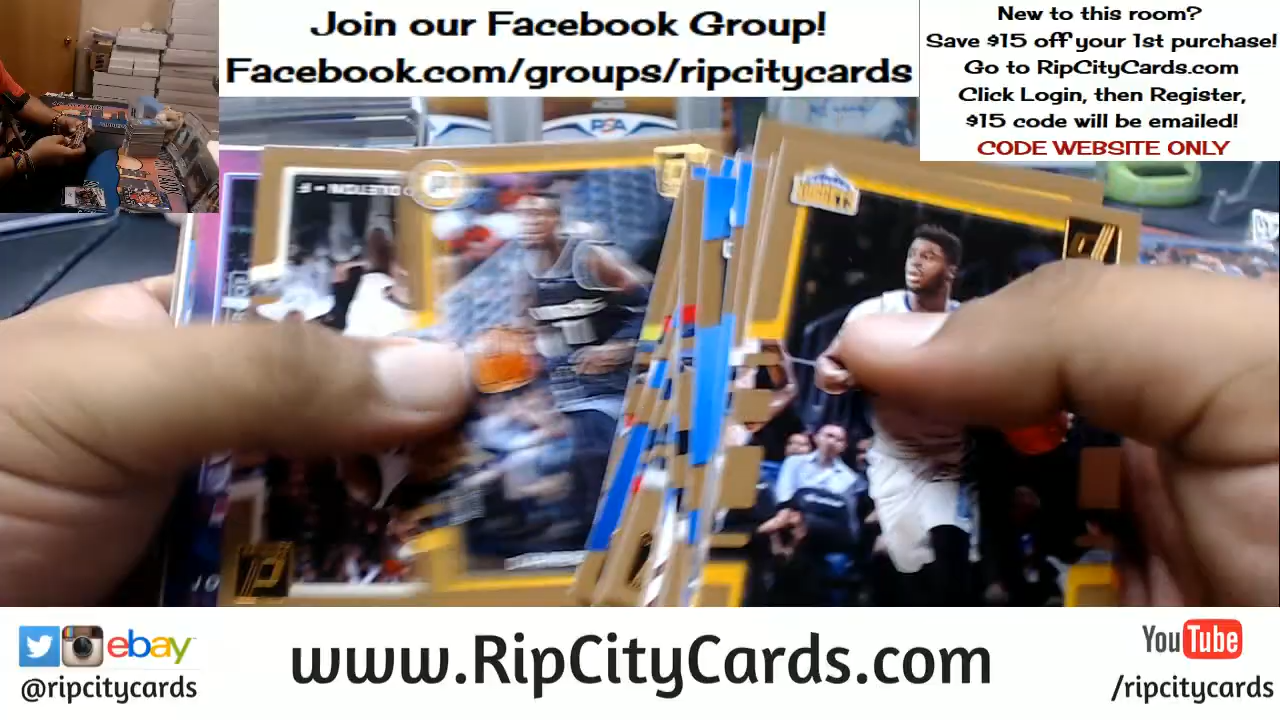 Join our Facebook Group!
Facebook.com/groups/ripcitycards
New to this room?
Save $15 off your 1st purchase!
Go to RipCityCards.com
Click Login, then Register,
$15 code will be emailed!
CODE WEBSITE ONLY
PSA
ebay
@ripcitycards
www.RipCityCards.com
YouTube
/ripcitycards